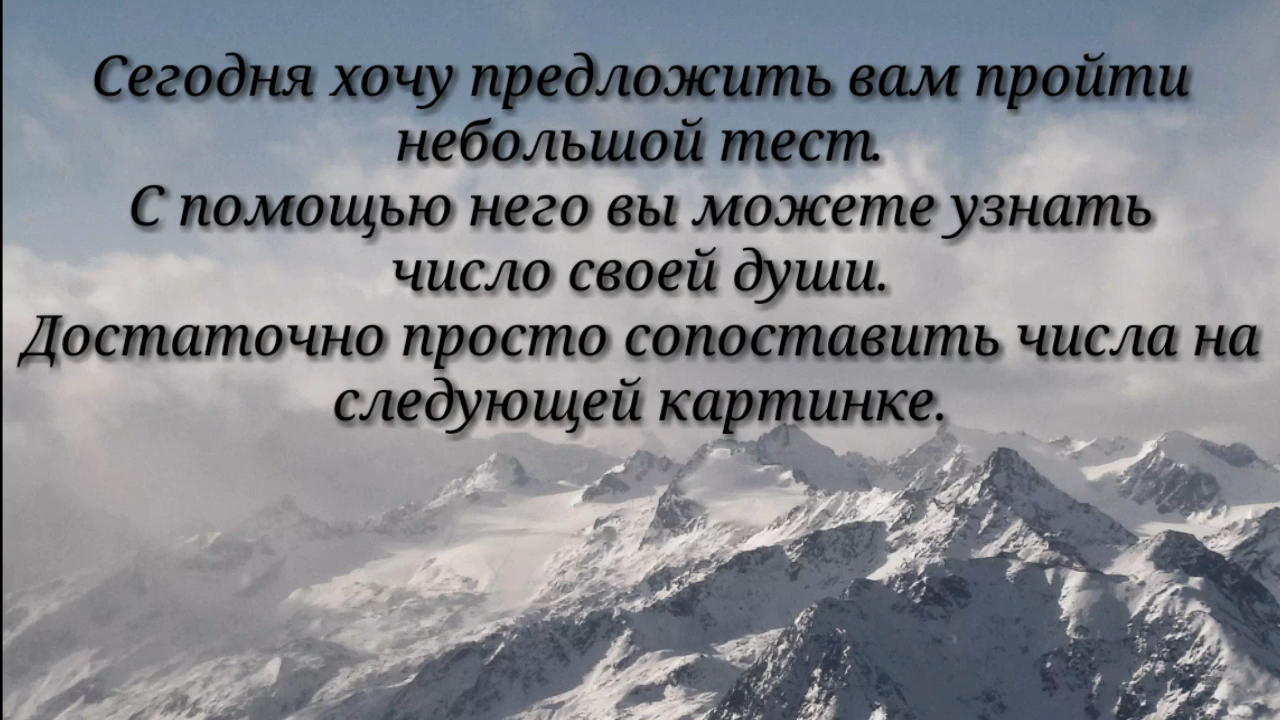 Сегодня хочу предложить вам пройти
небольшой тест.
С помощью него вы можете узнать
число своей души.
Достаточно просто сопоставить числа на
следующей картинке.